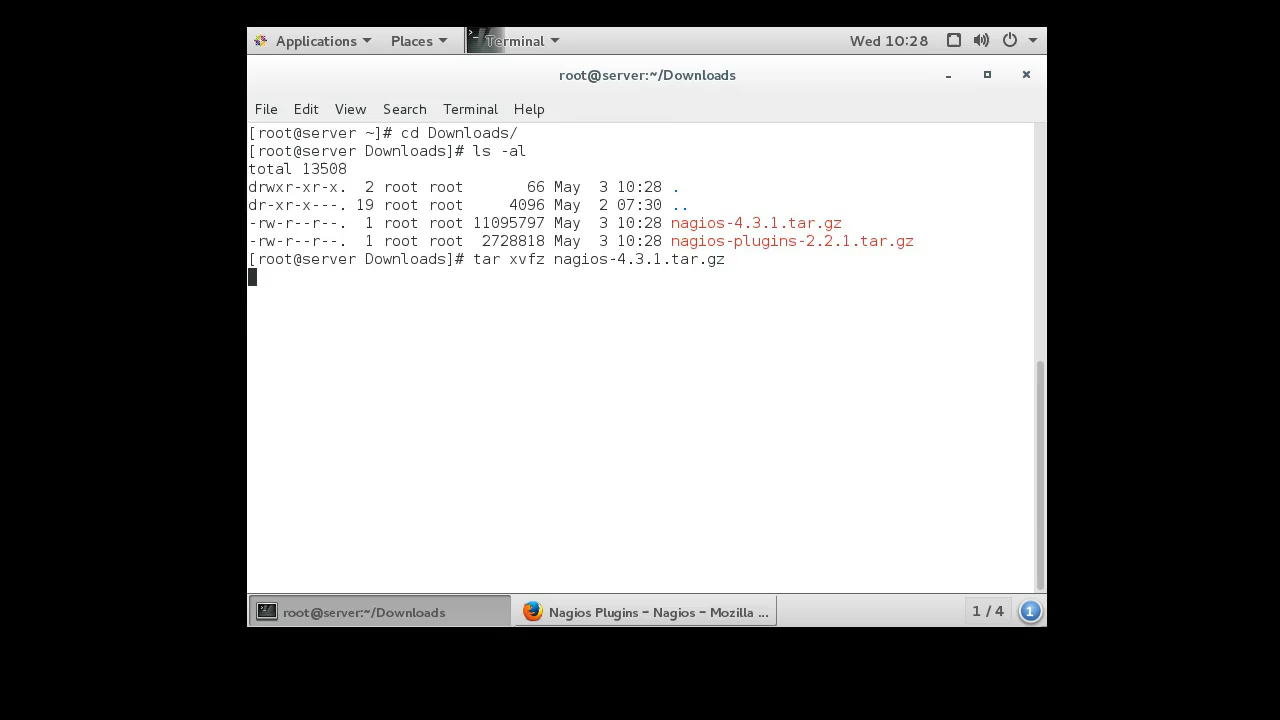 Applications Places Terminal Wed 10:28
root@server:~/Downloads
File Edit View Search Terminal Help
[root@server ~]# cd Downloads/
[root@server Downloads]# ls -al
total 13508
drwxr-xr-x. 2 root root 66 May 3 10:28 .
dr-xr-x---. 19 root root 4096 May 2 07:30 ..
-rw-r--r--. 1 root root 11095797 May 3 10:28 nagios-4.3.1.tar.gz
-rw-r--r--. 1 root root 2728818 May 3 10:28 nagios-plugins-2.2.1.tar.gz
[root@server Downloads]# tar xvfz nagios-4.3.1.tar.gz
root@server:~/Downloads Nagios Plugins – Nagios – Mozilla ... 1 / 4 1